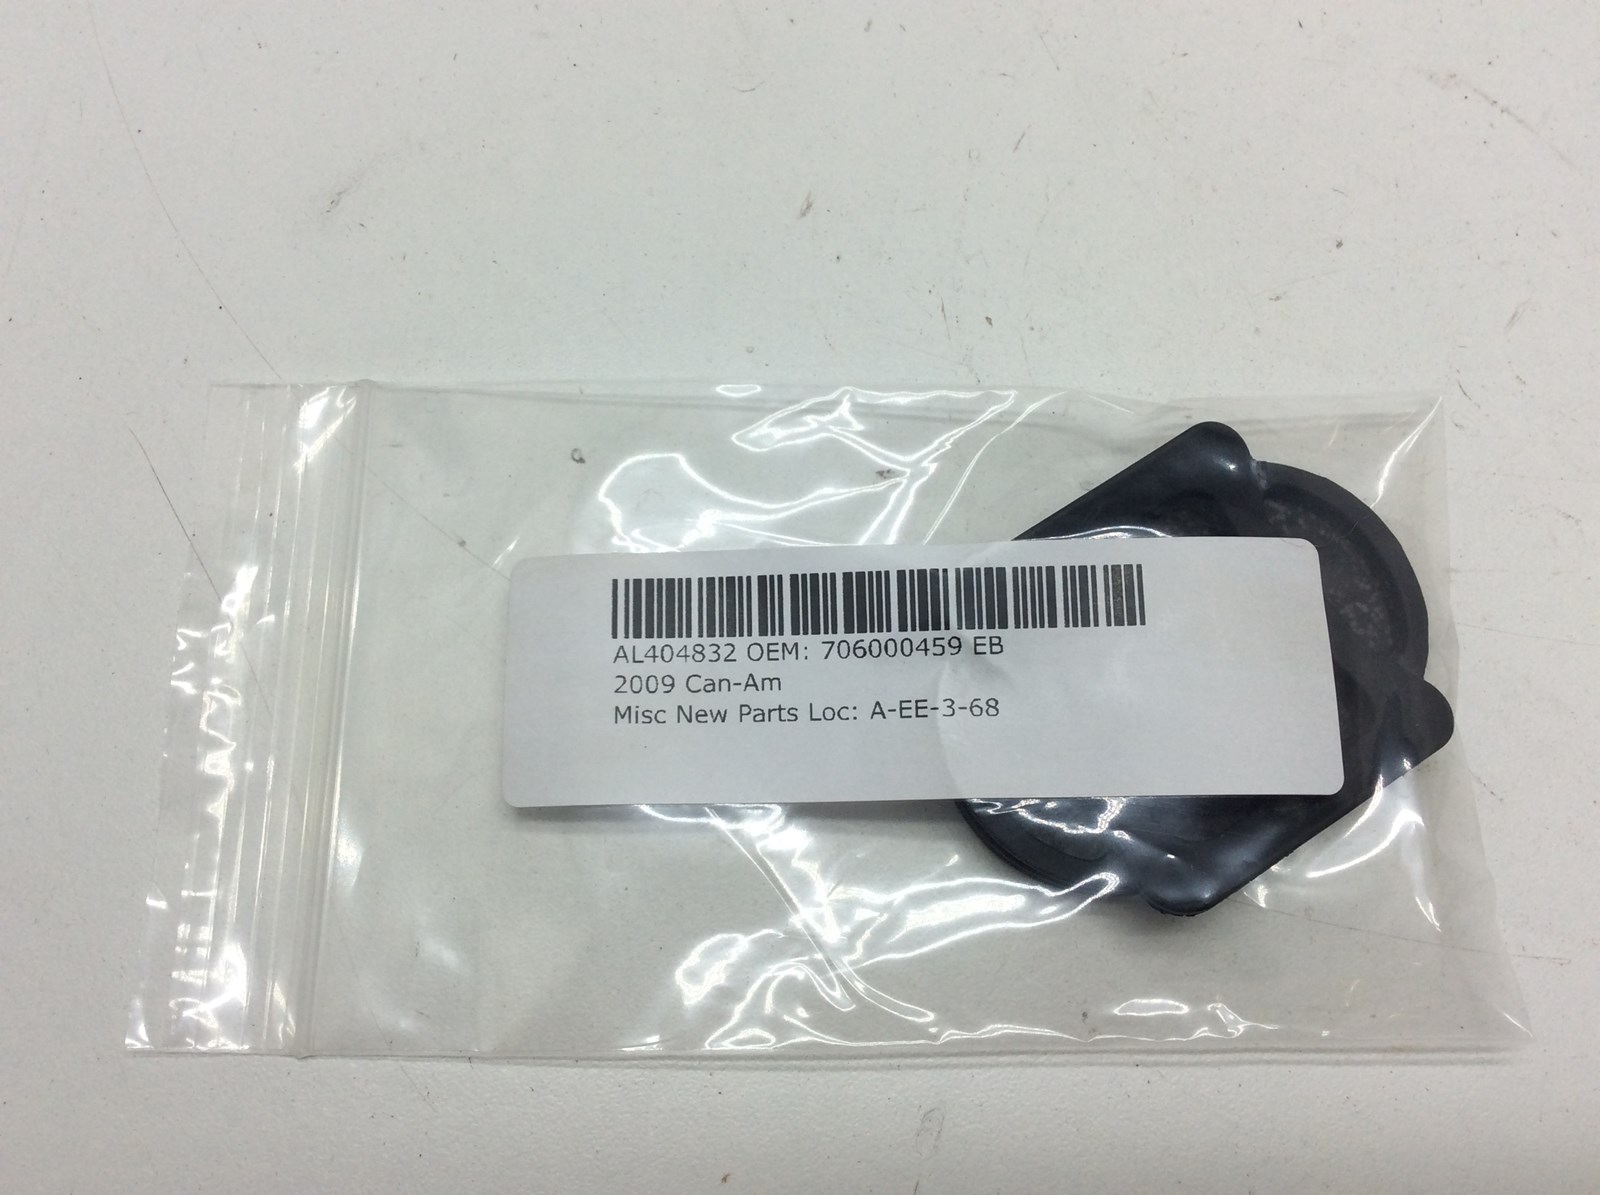 AL404832 OEM: 706000459 EB
2009 Can-Am
Misc New Parts Loc: A-EE-3-68